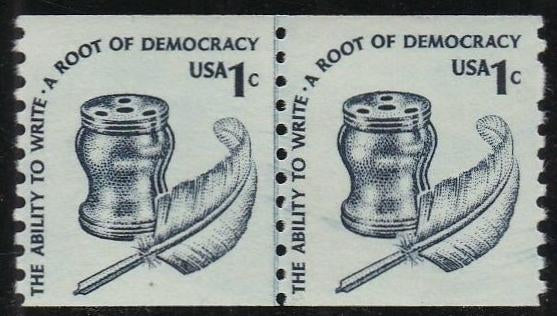 THE ABILITY TO WRITE · A ROOT OF DEMOCRACY
USA 1c
THE ABILITY TO WRITE · A ROOT OF DEMOCRACY
USA 1c